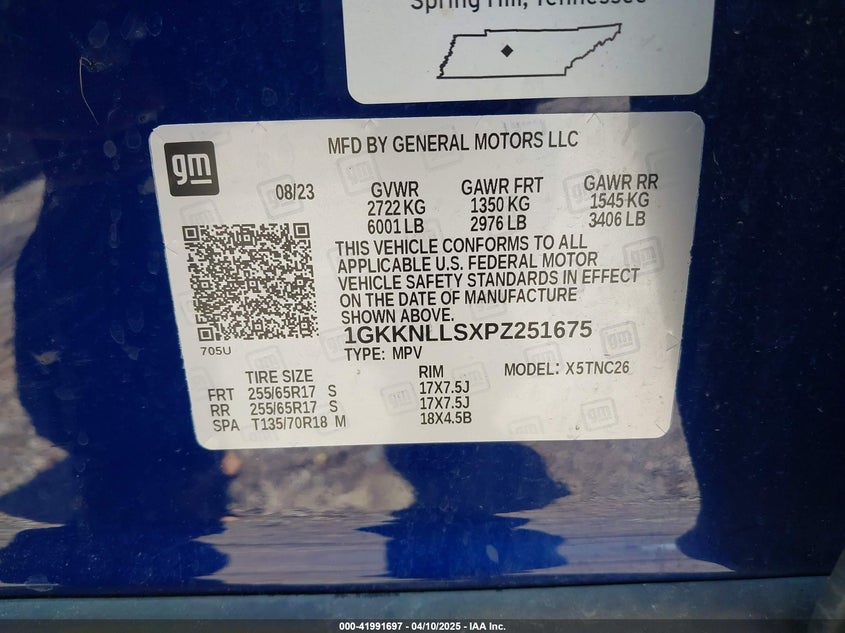 Spring Hill, Tennessee
gm
MFD BY GENERAL MOTORS LLC
08/23 GVWR GAWR FRT GAWR RR
2722 KG 1350 KG 1545 KG
6001 LB 2976 LB 3406 LB
THIS VEHICLE CONFORMS TO ALL
APPLICABLE U.S. FEDERAL MOTOR
VEHICLE SAFETY STANDARDS IN EFFECT
ON THE DATE OF MANUFACTURE
SHOWN ABOVE.
1GKKNLLSXPZ251675
705U
TYPE: MPV MODEL: X5TNC26
TIRE SIZE RIM
FRT 255/65R17 S 17X7.5J
RR 255/65R17 S 17X7.5J
SPA T135/70R18 M 18X4.5B
000-41991697 - 04/10/2025 - IAA Inc.